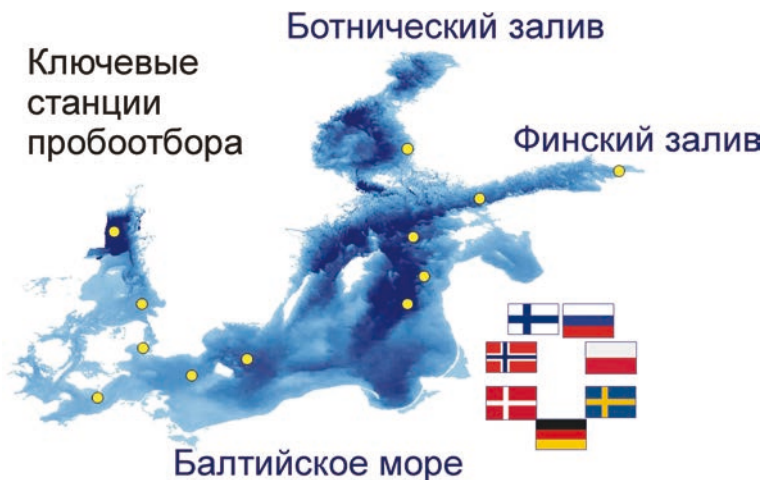 Ботнический залив
Ключевые
станции
пробоотбора
Финский залив
Балтийское море